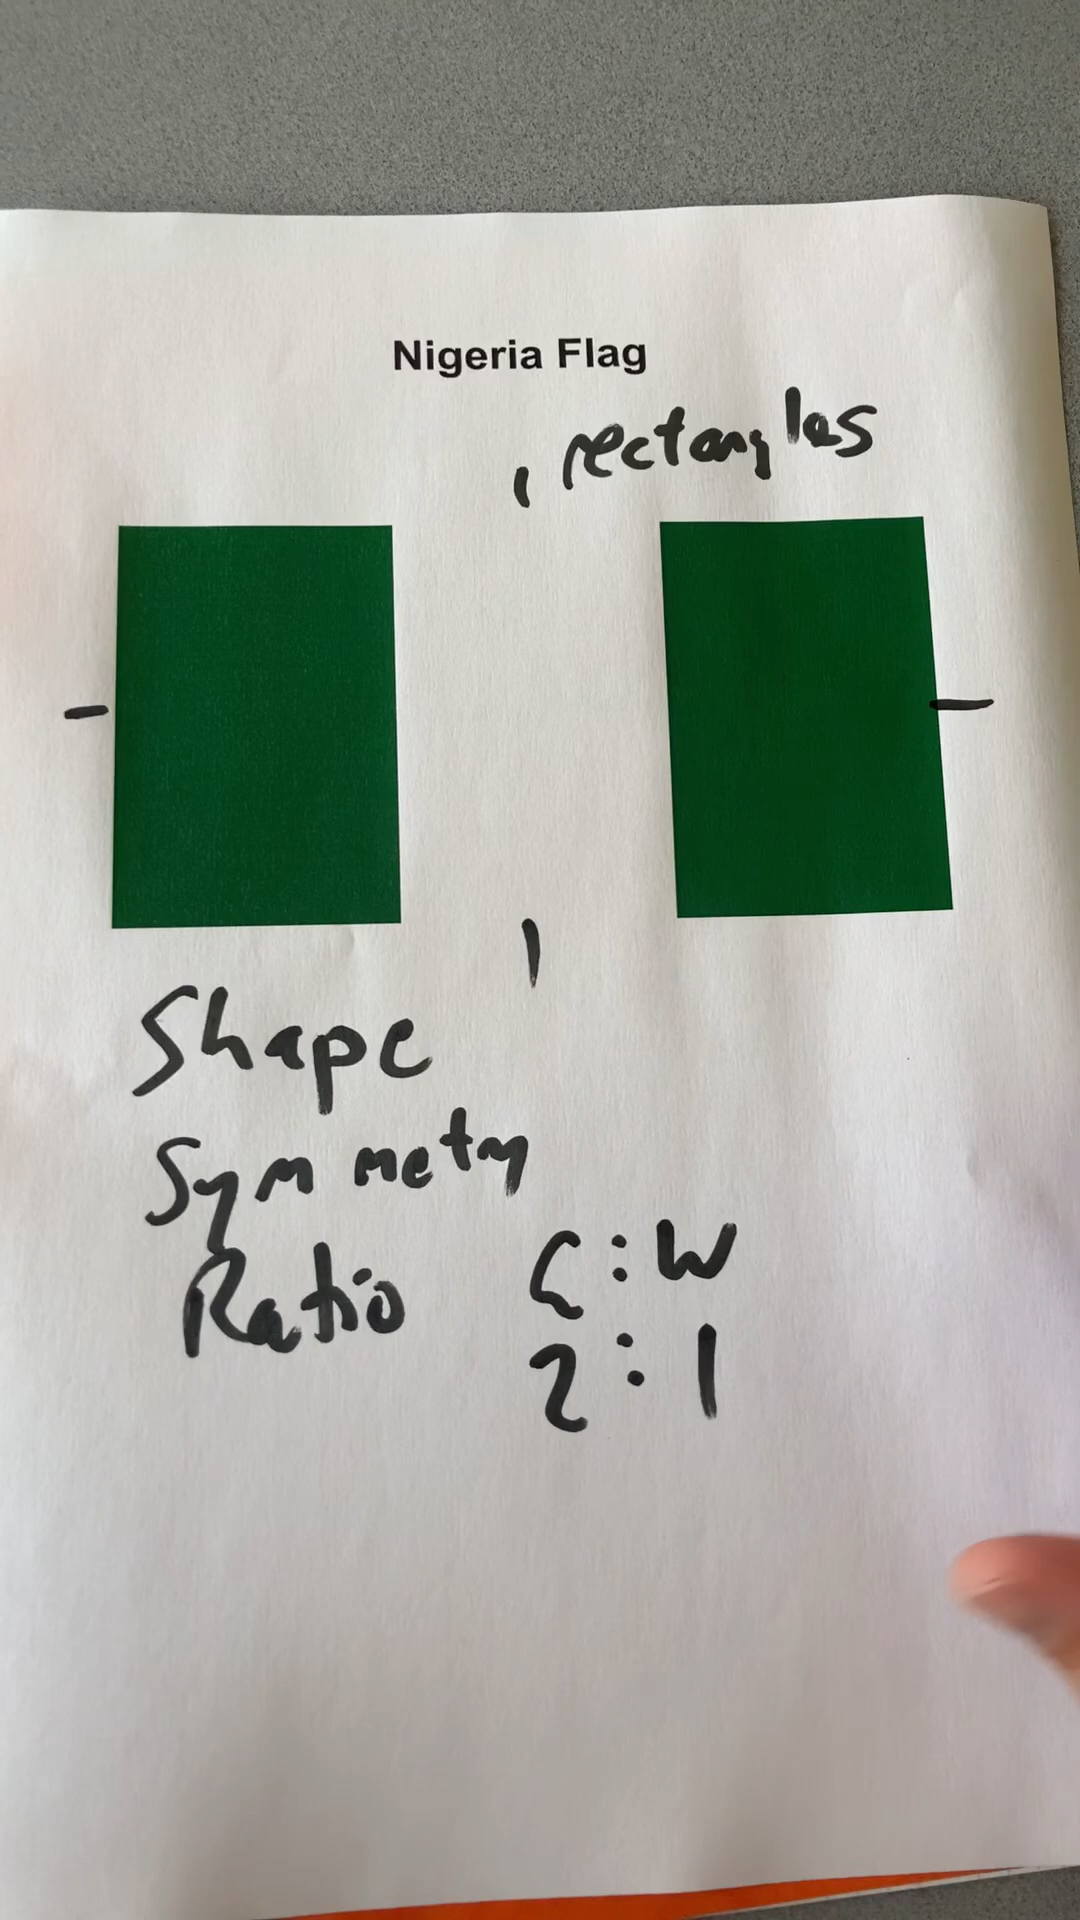 Nigeria Flag
rectangles
Shape
Symmetry
Ratio L:W
2:1